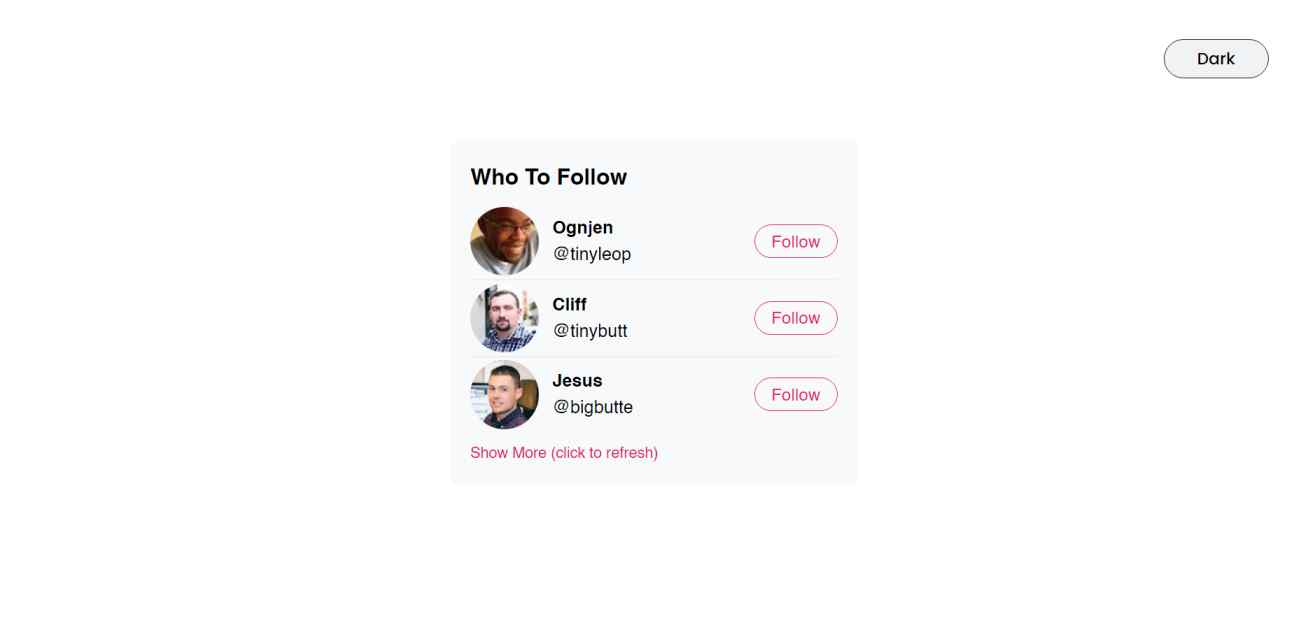 Dark
Who To Follow
Ognjen
@tinyleop
Follow
Cliff
@tinybutt
Follow
Jesus
@bigbutte
Follow
Show More (click to refresh)